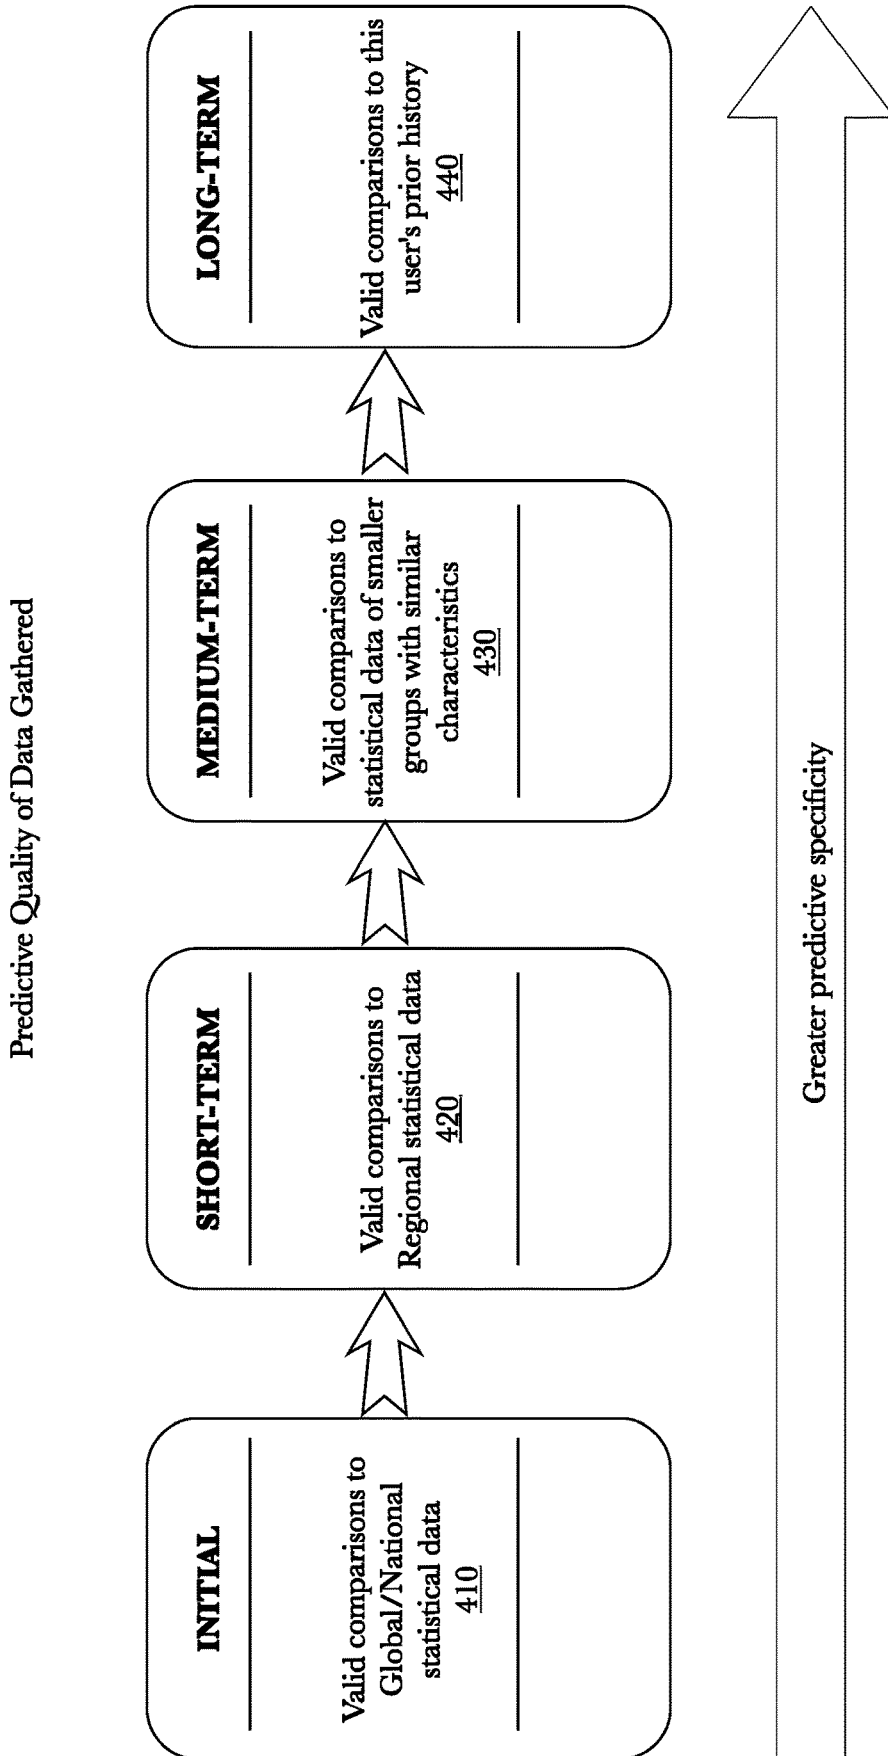 Predictive Quality of Data Gathered
INITIAL
Valid comparisons to
Global/National
statistical data
410
SHORT-TERM
Valid comparisons to
Regional statistical data
420
MEDIUM-TERM
Valid comparisons to
statistical data of smaller
groups with similar
characteristics
430
LONG-TERM
Valid comparisons to this
user's prior history
440
Greater predictive specificity